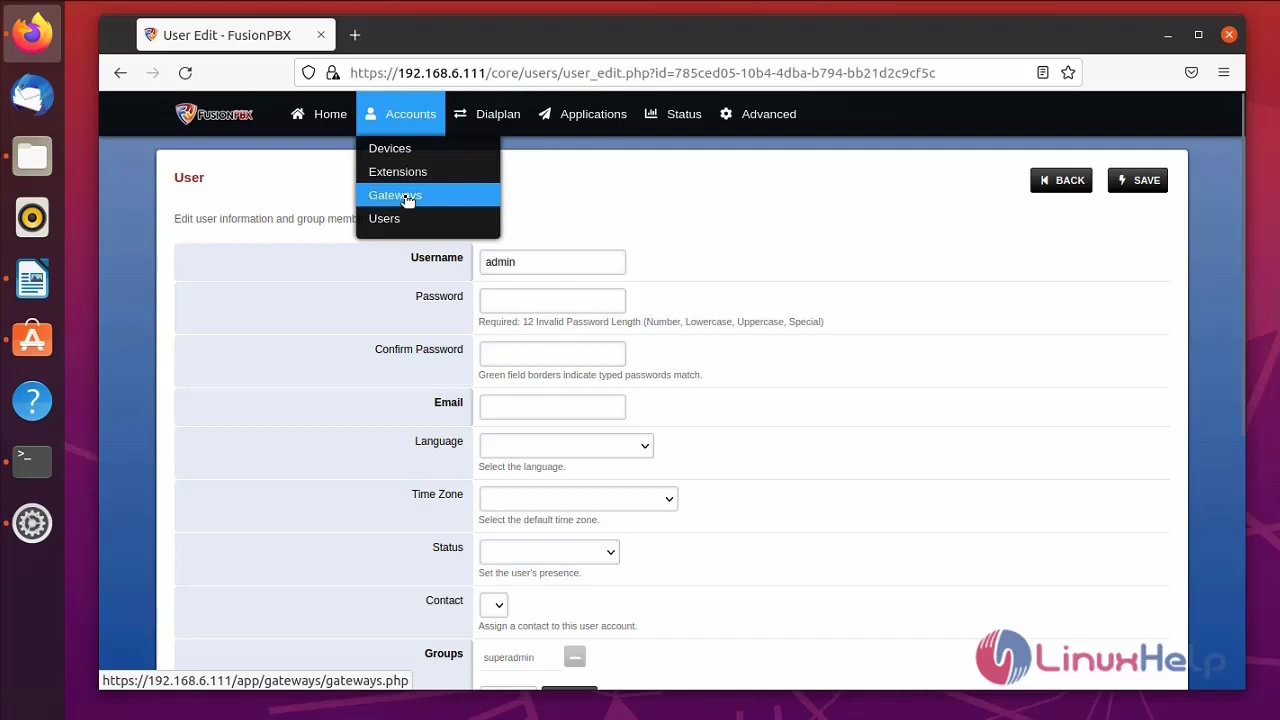 User Edit - FusionPBX
https://192.168.6.111/core/users/user_edit.php?id=785ced05-10b4-4dba-b794-bb21d2c9cf5c
FUSIONPBX Home Accounts Dialplan Applications Status Advanced
Devices
Extensions
Gateways
Users
User
BACK SAVE
Edit user information and group memb
Username admin
Password
Required: 12 Invalid Password Length (Number, Lowercase, Uppercase, Special)
Confirm Password
Green field borders indicate typed passwords match.
Email
Language
Select the language.
Time Zone
Select the default time zone.
Status
Set the user's presence.
Contact
Assign a contact to this user account.
Groups superadmin
LinuxHelp
https://192.168.6.111/app/gateways/gateways.php